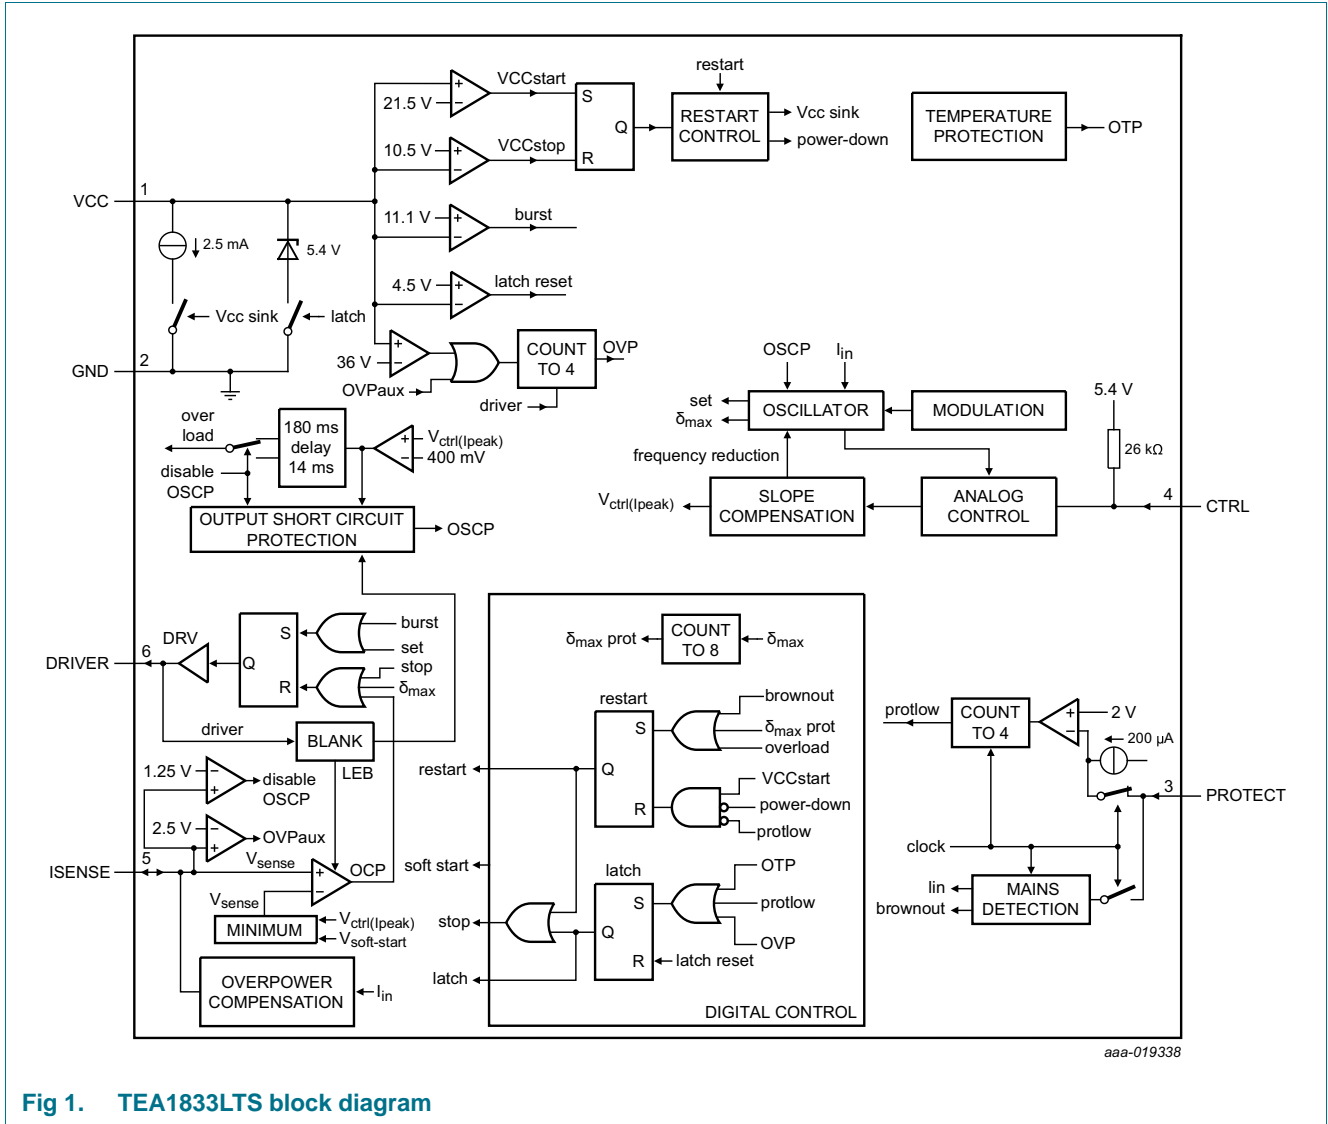 restart
VCCstart
21.5 V
S
Q
R
RESTART
CONTROL
Vcc sink
power-down
TEMPERATURE
PROTECTION
OTP
10.5 V
VCCstop
VCC
1
11.1 V
burst
2.5 mA
5.4 V
4.5 V
latch reset
Vcc sink
latch
GND
2
36 V
OVPaux
COUNT
TO 4
OVP
driver
OSCP
Iin
set
δmax
OSCILLATOR
MODULATION
5.4 V
26 kΩ
frequency reduction
Vctrl(Ipeak)
SLOPE
COMPENSATION
ANALOG
CONTROL
4
CTRL
over
load
180 ms
delay
14 ms
Vctrl(Ipeak)
400 mV
disable
OSCP
OUTPUT SHORT CIRCUIT
PROTECTION
OSCP
DRIVER
6
DRV
S
Q
R
burst
set
stop
δmax
driver
BLANK
LEB
1.25 V
disable
OSCP
2.5 V
OVPaux
ISENSE
5
Vsense
OCP
Vsense
MINIMUM
Vctrl(Ipeak)
Vsoft-start
OVERPOWER
COMPENSATION
Iin
δmax prot
COUNT
TO 8
δmax
restart
S
Q
R
brownout
δmax prot
overload
VCCstart
power-down
protlow
restart
soft start
latch
S
Q
R
OTP
protlow
OVP
latch reset
stop
latch
DIGITAL CONTROL
protlow
COUNT
TO 4
2 V
200 µA
3
PROTECT
clock
Iin
brownout
MAINS
DETECTION
aaa-019338
Fig 1. TEA1833LTS block diagram